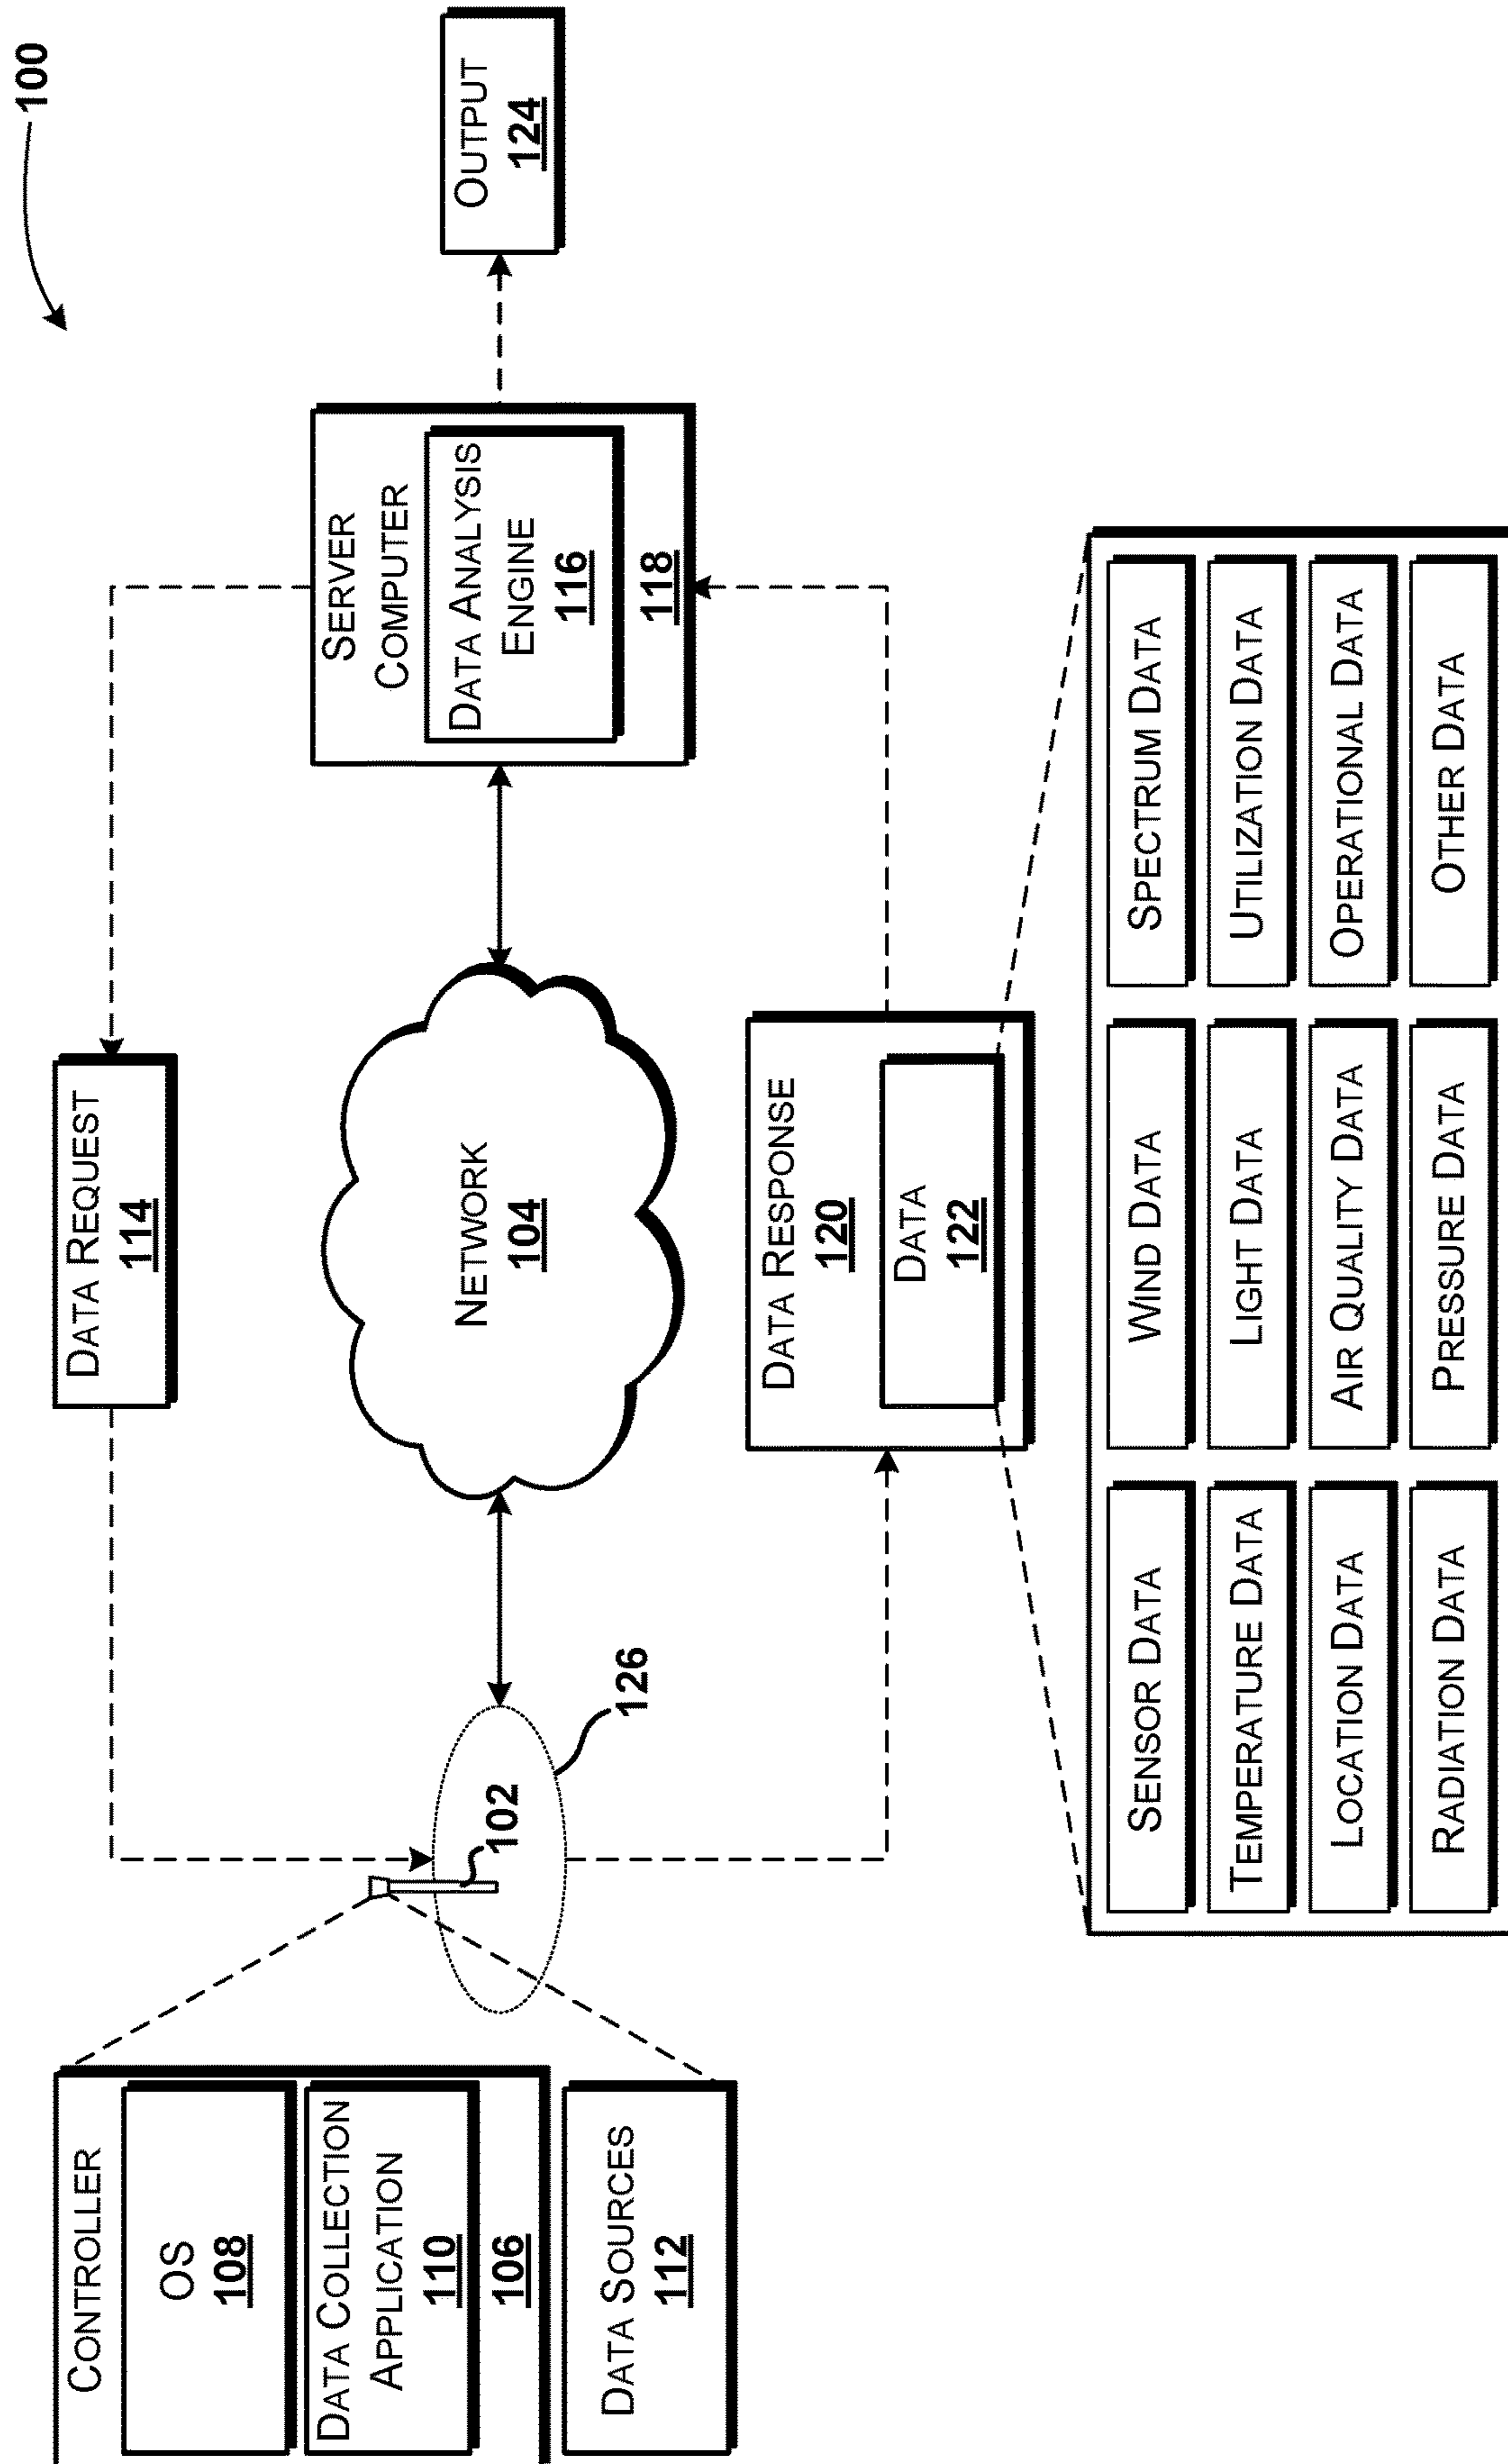 100
CONTROLLER
OS
108
DATA COLLECTION
APPLICATION
110
106
DATA SOURCES
112
102
126
DATA REQUEST
114
NETWORK
104
DATA RESPONSE
120
DATA
122
SERVER
COMPUTER
DATA ANALYSIS
ENGINE
116
118
OUTPUT
124
SENSOR DATA
WIND DATA
SPECTRUM DATA
TEMPERATURE DATA
LIGHT DATA
UTILIZATION DATA
LOCATION DATA
AIR QUALITY DATA
OPERATIONAL DATA
RADIATION DATA
PRESSURE DATA
OTHER DATA